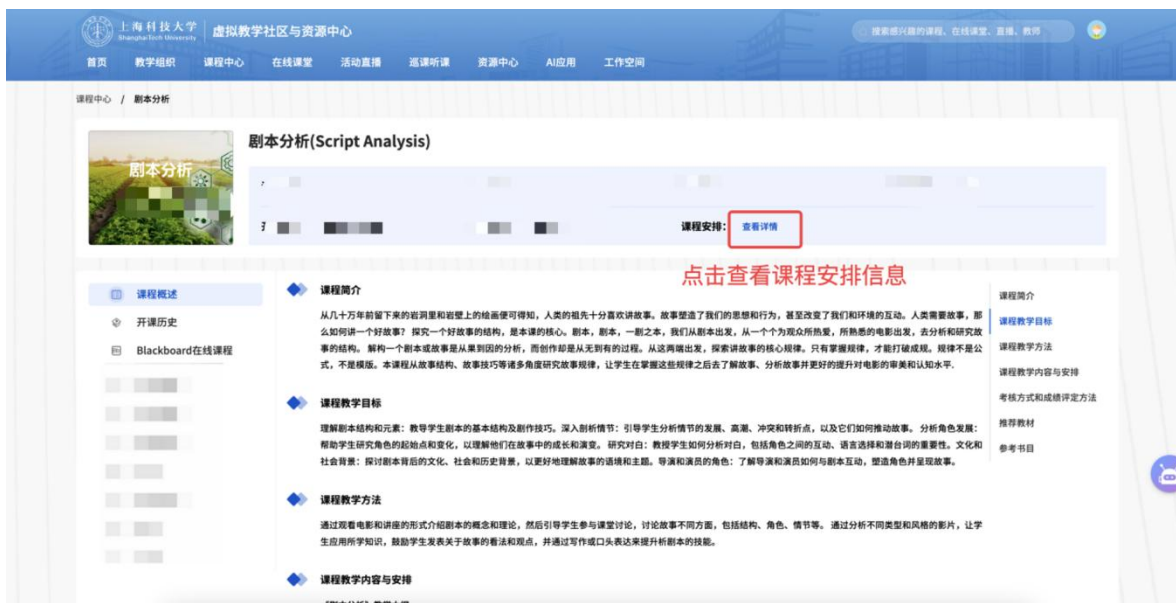 上海科技大学
ShanghaiTech University
虚拟教学社区与资源中心
搜索感兴趣的课程、在线课堂、直播、教师
首页 教学组织 课程中心 在线课堂 活动直播 巡课听课 资源中心 AI应用 工作空间
课程中心 / 剧本分析
剧本分析
剧本分析(Script Analysis)
课程安排： 查看详情
点击查看课程安排信息
课程概述
开课历史
Blackboard在线课程
课程简介
从几十万年前留下来的岩洞里和岩壁上的绘画便可得知，人类的祖先十分喜欢讲故事。故事塑造了我们的思想和行为，甚至改变了我们和环境的互动。人类需要故事，那
么如何讲一个好故事？ 探究一个好故事的结构，是本课的核心。剧本，剧本，一剧之本，我们从剧本出发，从一个个为观众所热爱，所熟悉的电影出发，去分析和研究故
事的结构。 解构一个剧本或故事是从果到因的分析，而创作却是从无到有的过程。从这两端出发，探索讲故事的核心规律。只有掌握规律，才能打破成规。规律不是公
式，不是模版。本课程从故事结构、故事技巧等诸多角度研究故事规律，让学生在掌握这些规律之后去了解故事、分析故事并更好的提升对电影的审美和认知水平.
课程教学目标
理解剧本结构和元素：教导学生剧本的基本结构及剧作技巧。深入剖析情节：引导学生分析情节的发展、高潮、冲突和转折点，以及它们如何推动故事。 分析角色发展：
帮助学生研究角色的起始点和变化，以理解他们在故事中的成长和演变。 研究对白：教授学生如何分析对白，包括角色之间的互动、语言选择和潜台词的重要性。文化和
社会背景：探讨剧本背后的文化、社会和历史背景，以更好地理解故事的语境和主题。导演和演员的角色：了解导演和演员如何与剧本互动，塑造角色并呈现故事。
课程教学方法
通过观看电影和讲座的形式介绍剧本的概念和理论，然后引导学生参与课堂讨论，讨论故事不同方面，包括结构、角色、情节等。 通过分析不同类型和风格的影片，让学
生应用所学知识，鼓励学生发表关于故事的看法和观点，并通过写作或口头表达来提升析剧本的技能。
课程教学内容与安排
课程简介
课程教学目标
课程教学方法
课程教学内容与安排
考核方式和成绩评定方法
推荐教材
参考书目